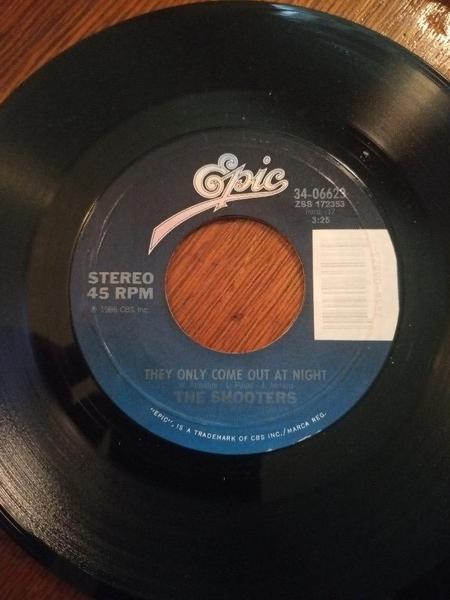 Epic
34-06623
ZSS 172353
3:25
STEREO
45 RPM
℗ 1986 CBS Inc.
THEY ONLY COME OUT AT NIGHT
THE SHOOTERS
"EPIC", IS A TRADEMARK OF CBS INC./MARCA REG.